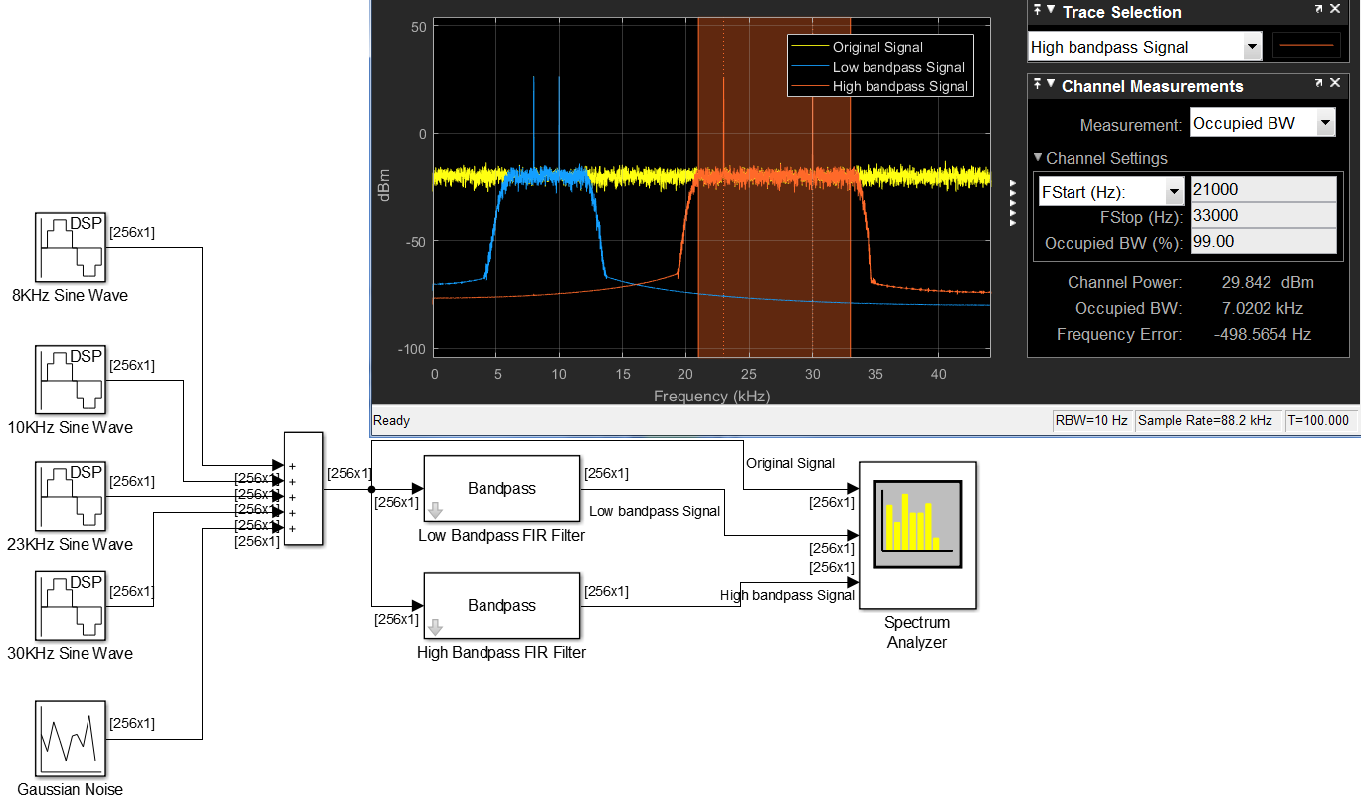 50
0
-50
-100
dBm
0 5 10 15 20 25 30 35 40
Frequency (kHz)
Original Signal
Low bandpass Signal
High bandpass Signal
Trace Selection
High bandpass Signal
Channel Measurements
Measurement: Occupied BW
Channel Settings
FStart (Hz): 21000
FStop (Hz): 33000
Occupied BW (%): 99.00
Channel Power: 29.842 dBm
Occupied BW: 7.0202 kHz
Frequency Error: -498.5654 Hz
Ready
RBW=10 Hz Sample Rate=88.2 kHz T=100.000
DSP
[256x1]
8KHz Sine Wave
DSP
[256x1]
10KHz Sine Wave
DSP
[256x1]
23KHz Sine Wave
DSP
[256x1]
30KHz Sine Wave
[256x1]
Gaussian Noise
[256x1]
[256x1]
[256x1]
[256x1]
[256x1]
+
+
+
+
+
[256x1]
[256x1]
Bandpass
[256x1]
Low Bandpass FIR Filter
[256x1]
Bandpass
[256x1]
High Bandpass FIR Filter
Original Signal
[256x1]
Low bandpass Signal
[256x1]
[256x1]
High bandpass Signal
Spectrum
Analyzer